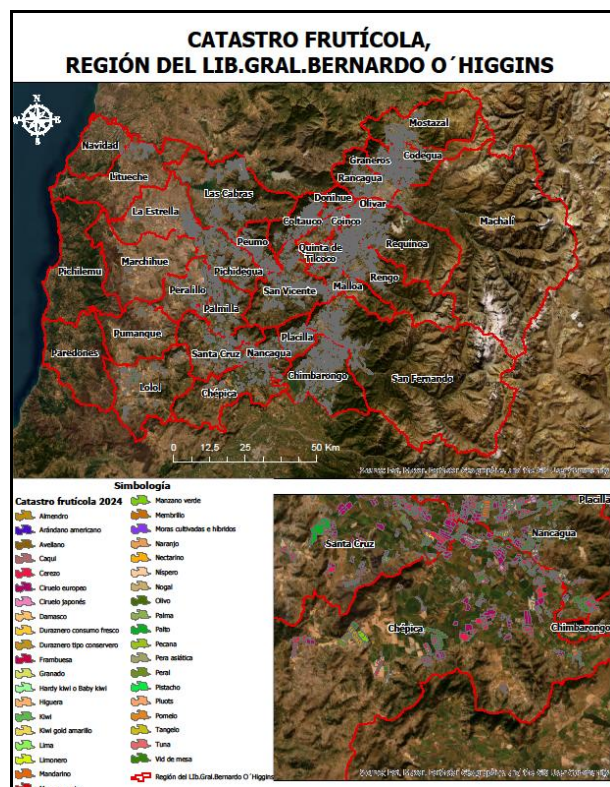 CATASTRO FRUTÍCOLA,
REGIÓN DEL LIB.GRAL.BERNARDO O´HIGGINS
N
E
S
Mostazal
Navidad
Codegua
Graneros
Litueche
Rancagua
Las Cabras
Donihue
Olivar
La Estrella
Machalí
Coltauco
Coinco
Peumo
Requinoa
Quinta de
Tilcoco
Marchihue
Pichilemu
Pichidegua
Rengo
Peralillo
San Vicente
Malloa
Palmilla
Pumanque
Placilla
Paredones
Santa Cruz
Nancagua
Chimbarongo
San Fernando
Lolol
Chépica
0 12,5 25 50 Km
Simbología
Catastro frutícola 2024
Almendro
Arándano americano
Avellano
Caqui
Cerezo
Ciruelo europeo
Ciruelo japonés
Damasco
Duraznero consumo fresco
Duraznero tipo conservero
Frambuesa
Granado
Hardy kiwi o Baby kiwi
Higuera
Kiwi
Kiwi gold amarillo
Lima
Limonero
Mandarino
Manzano verde
Membrillo
Moras cultivadas e híbridos
Naranjo
Nectarino
Níspero
Nogal
Olivo
Palma
Palto
Pecana
Pera asiática
Peral
Pistacho
Pluots
Pomelo
Tangelo
Tuna
Vid de mesa
Región del Lib.Gral.Bernardo O´Higgins
Placilla
Nancagua
Santa Cruz
Chépica
Chimbarongo